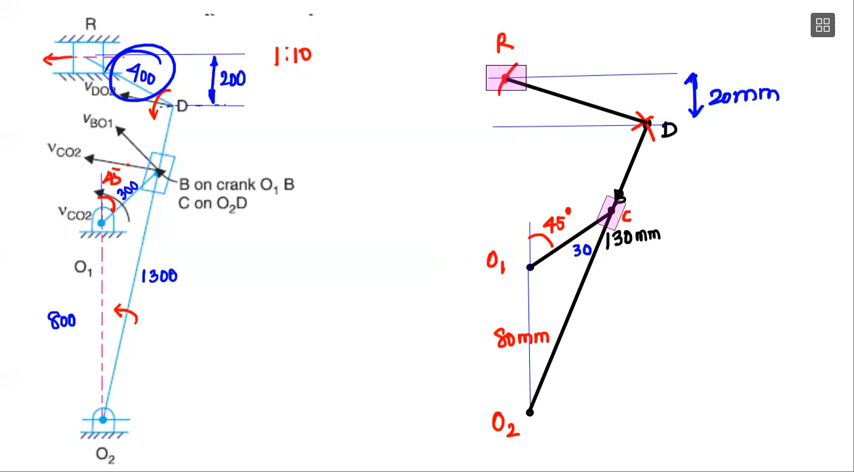 R
1:10
400
200
vDO2
D
vBO1
vCO2
45°
300
B on crank O1 B
C on O2D
vCO2
O1
1300
800
O2
R
20mm
D
B
C
45°
130mm
30
O1
80mm
O2